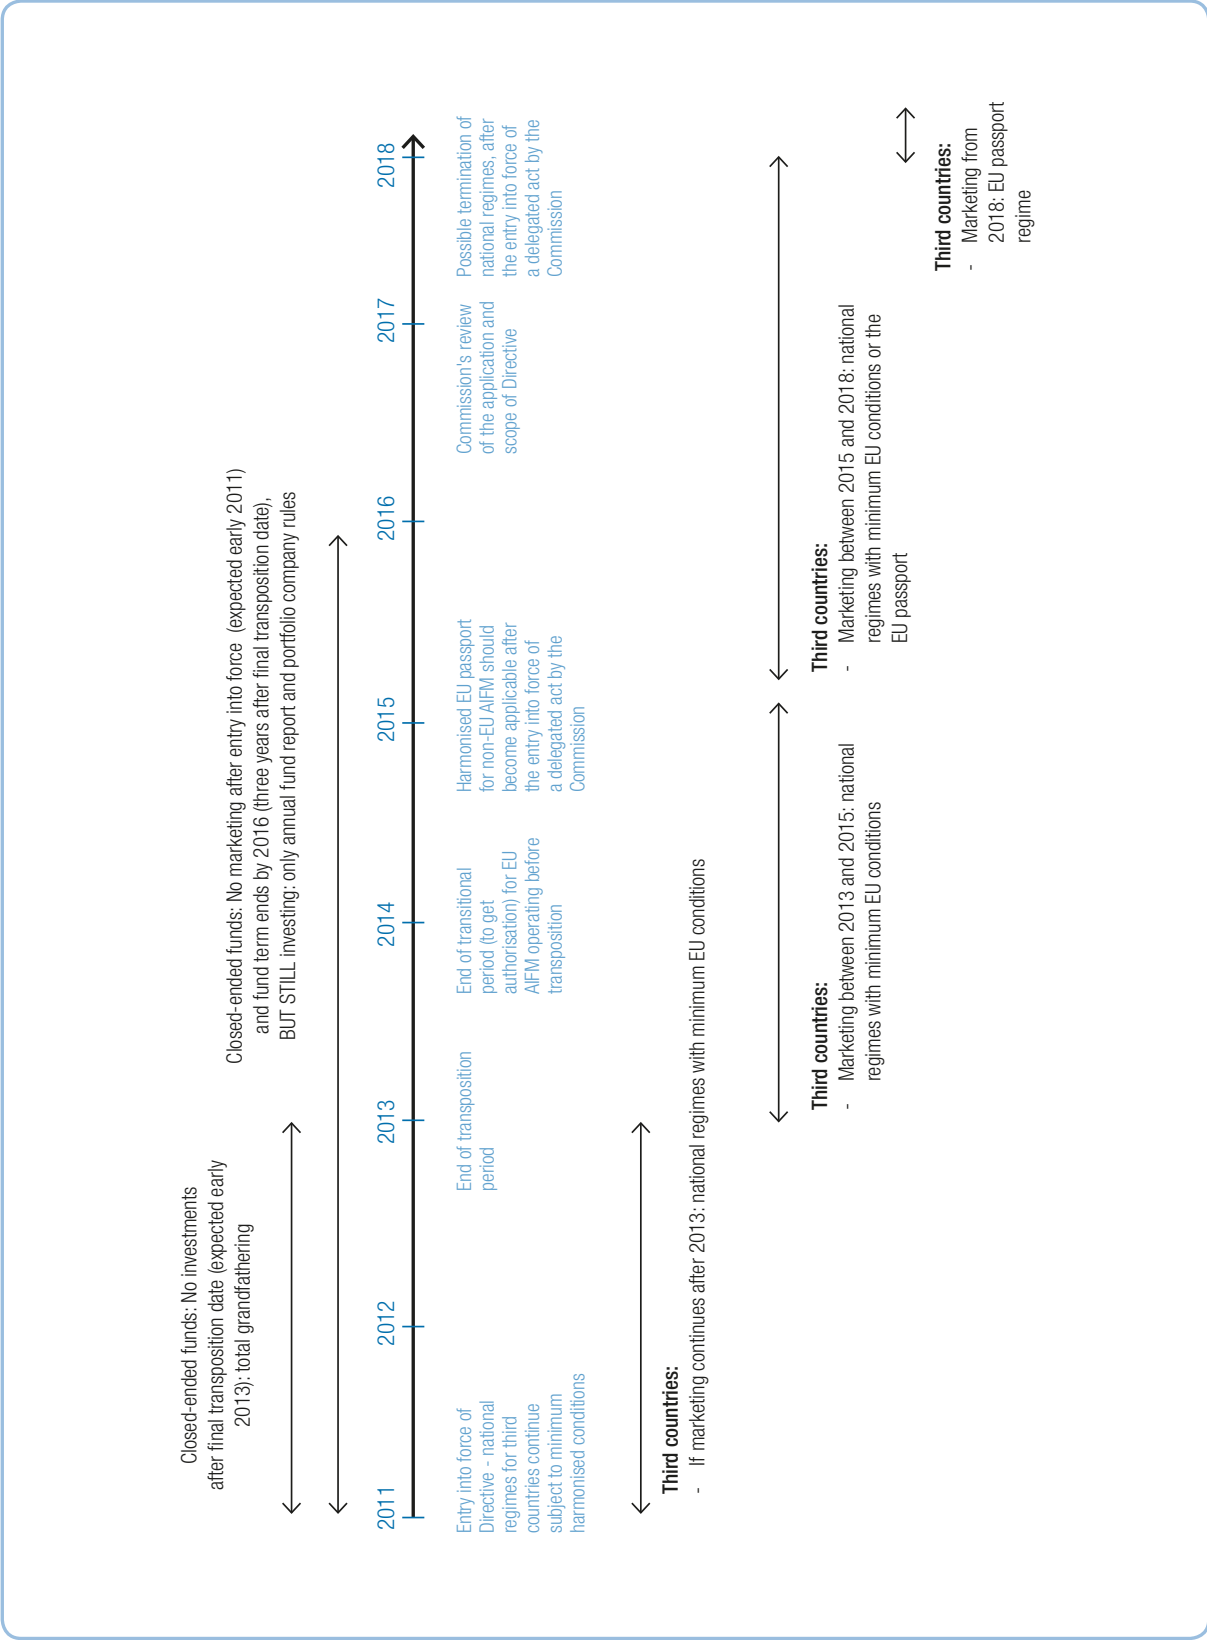 Closed-ended funds: No investments
after final transposition date (expected early
2013): total grandfathering
Closed-ended funds: No marketing after entry into force (expected early 2011)
and fund term ends by 2016 (three years after final transposition date),
BUT STILL investing: only annual fund report and portfolio company rules
2011
2012
2013
2014
2015
2016
2017
2018
Entry into force of
Directive - national
regimes for third
countries continue
subject to minimum
harmonised conditions
End of transposition
period
End of transitional
period (to get
authorisation) for EU
AIFM operating before
transposition
Harmonised EU passport
for non-EU AIFM should
become applicable after
the entry into force of
a delegated act by the
Commission
Commission's review
of the application and
scope of Directive
Possible termination of
national regimes, after
the entry into force of
a delegated act by the
Commission
Third countries:
- If marketing continues after 2013: national regimes with minimum EU conditions
Third countries:
- Marketing between 2013 and 2015: national
regimes with minimum EU conditions
Third countries:
- Marketing between 2015 and 2018: national
regimes with minimum EU conditions or the
EU passport
Third countries:
- Marketing from
2018: EU passport
regime